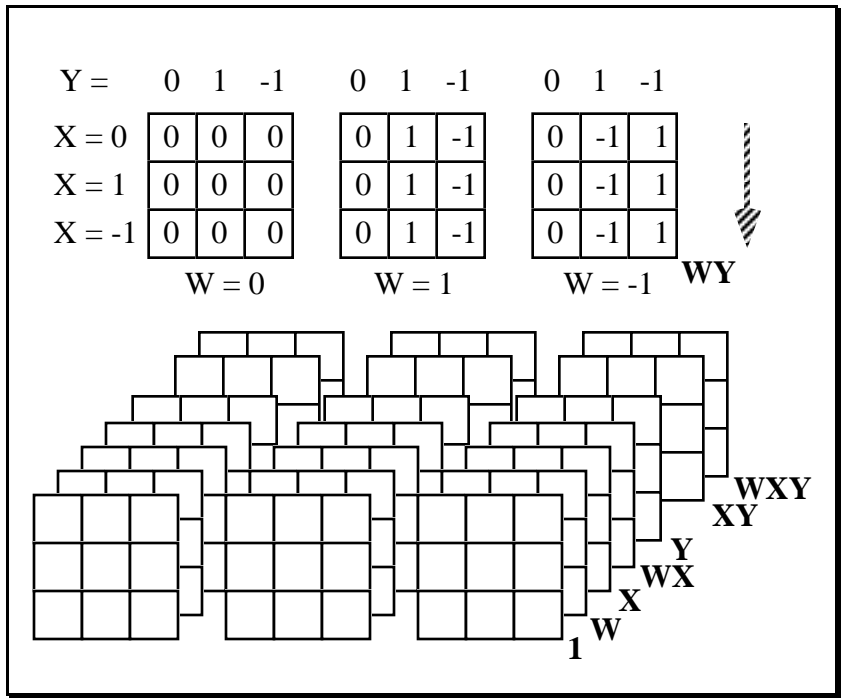 Y = 0 1 -1 0 1 -1 0 1 -1
X = 0 0 0 0 0 1 -1 0 -1 1
X = 1 0 0 0 0 1 -1 0 -1 1
X = -1 0 0 0 0 1 -1 0 -1 1
W = 0 W = 1 W = -1 WY
WXY
XY
Y
WX
X
W
1